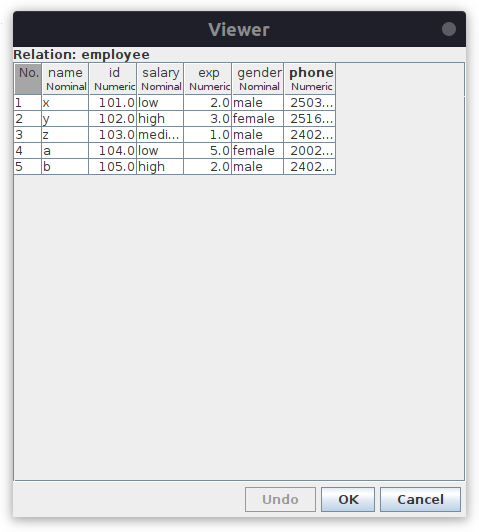 Viewer
Relation: employee
No. name id salary exp gender phone
Nominal Numeric Nominal Numeric Nominal Numeric
1 x 101.0 low 2.0 male 2503...
2 y 102.0 high 3.0 female 2516...
3 z 103.0 medi... 1.0 male 2402...
4 a 104.0 low 5.0 female 2002...
5 b 105.0 high 2.0 male 2402...
Undo OK Cancel